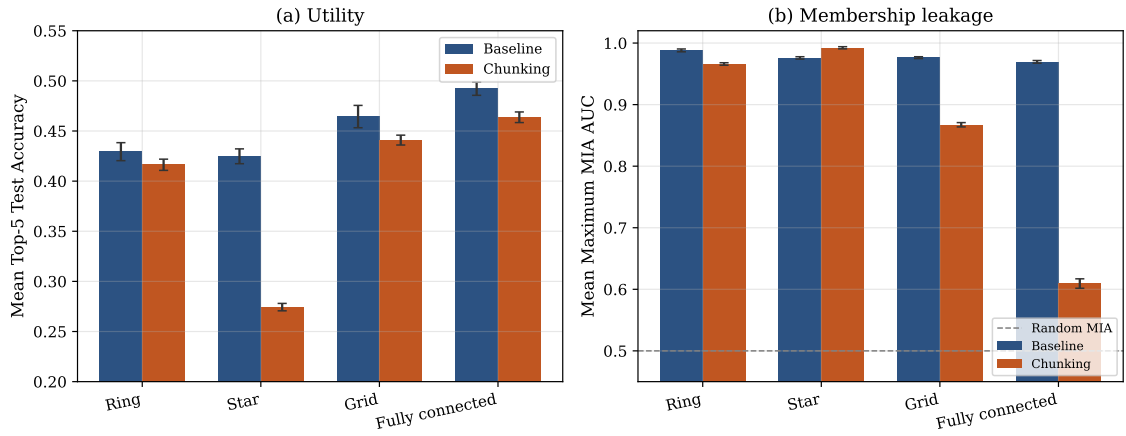 (a) Utility
Mean Top-5 Test Accuracy
0.55
0.50
0.45
0.40
0.35
0.30
0.25
0.20
Baseline
Chunking
Ring
Star
Grid
Fully connected
(b) Membership leakage
Mean Maximum MIA AUC
1.0
0.9
0.8
0.7
0.6
0.5
Random MIA
Baseline
Chunking
Ring
Star
Grid
Fully connected